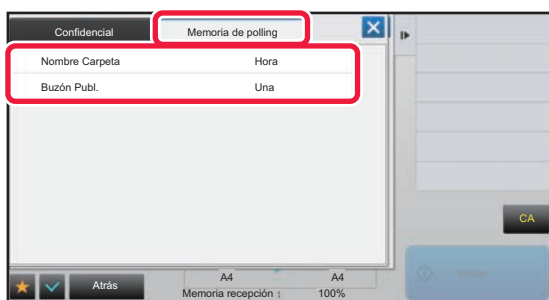 Confidencial Memoria de polling
Nombre Carpeta Hora
Buzón Publ. Una
CA
A4 A4
Atrás
Memoria recepción : 100%